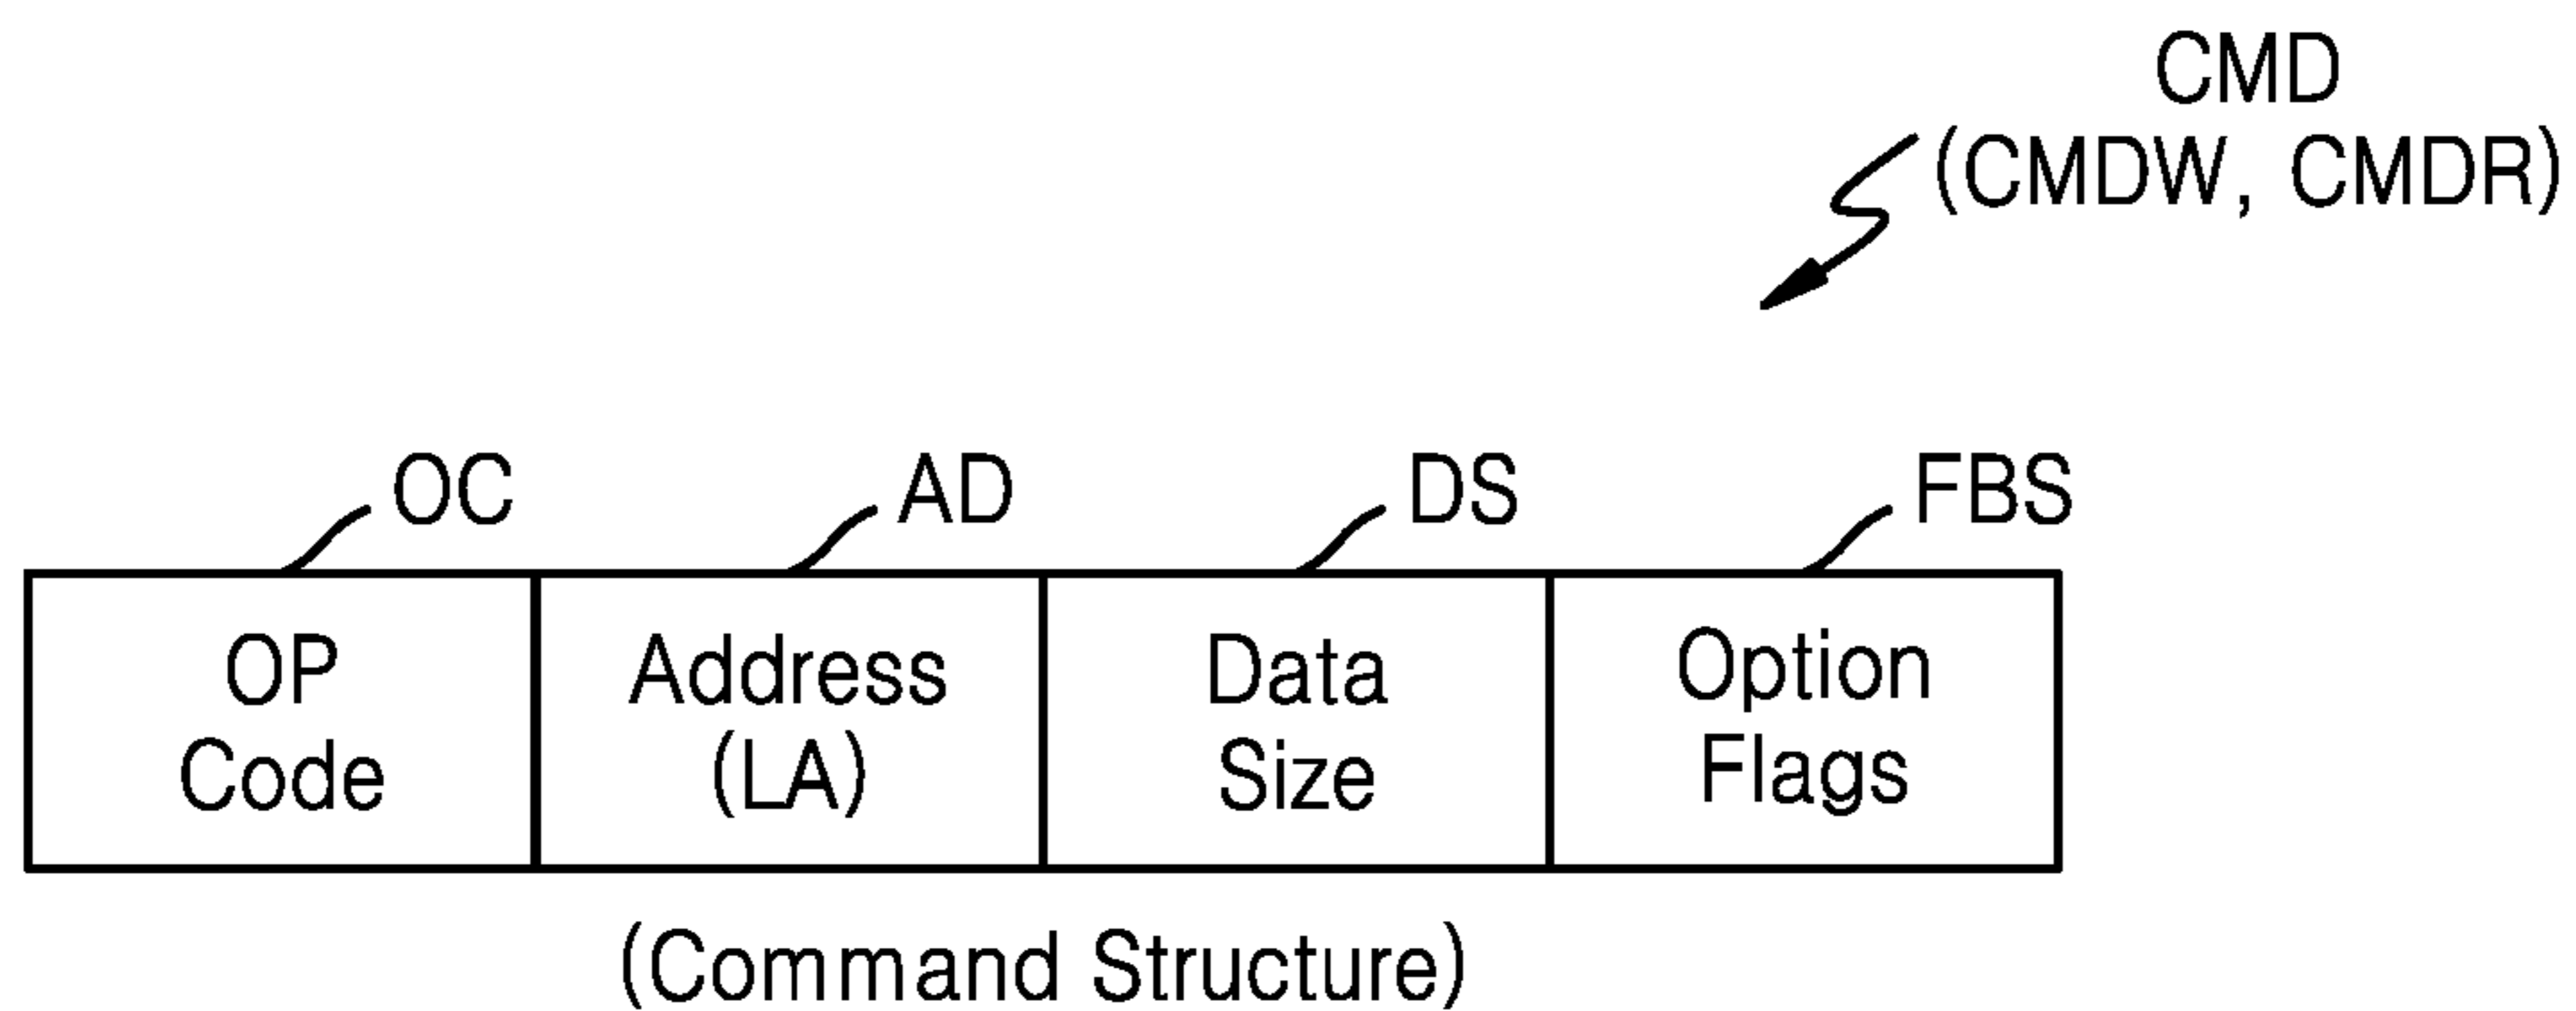 CMD
(CMDW, CMDR)
OC
AD
DS
FBS
OP
Code
Address
(LA)
Data
Size
Option
Flags
(Command Structure)